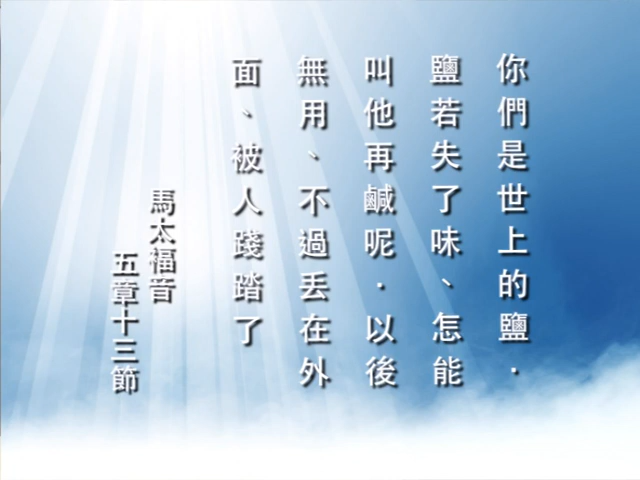 你們是世上的鹽．
鹽若失了味、怎能
叫他再鹹呢．以後
無用、不過丟在外
面、被人踐踏了
馬太福音
五章十三節